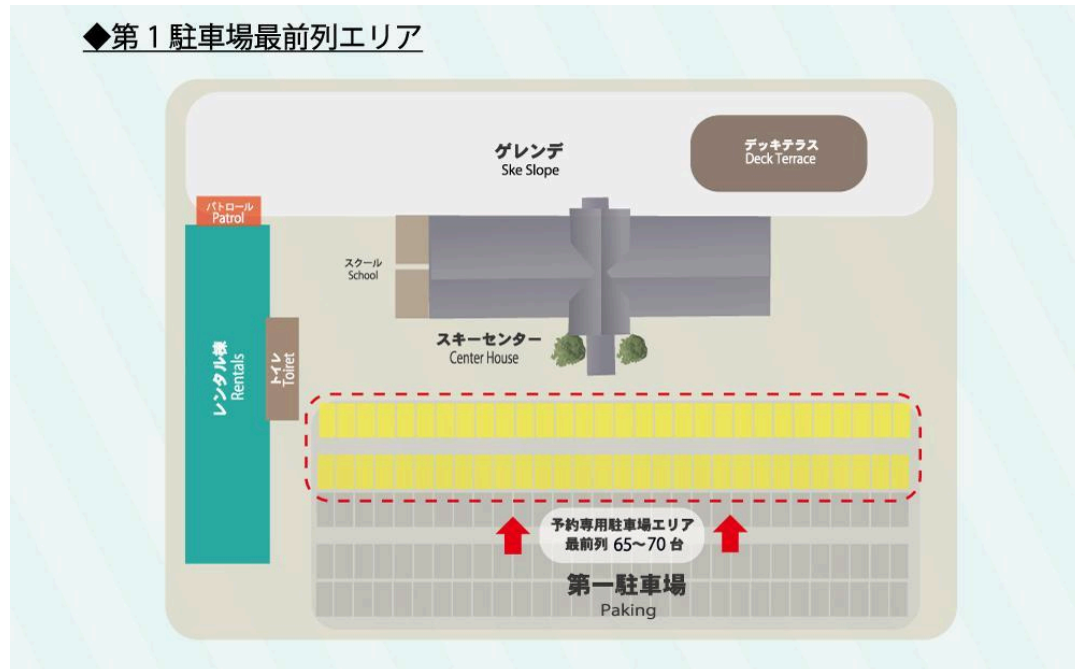 ◆第１駐車場最前列エリア
ゲレンデ
Ske Slope
デッキテラス
Deck Terrace
パトロール
Patrol
スクール
School
スキーセンター
Center House
レンタル棟
Rentals
トイレ
Toiret
予約専用駐車場エリア
最前列 65～70 台
第一駐車場
Paking